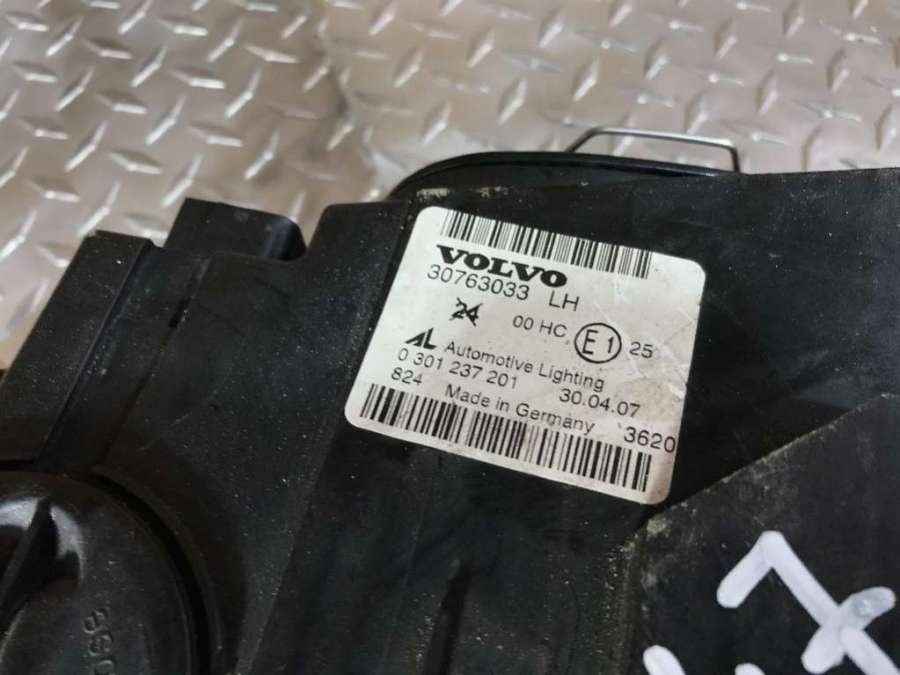 VOLVO
30763033 LH
24 00 HC E1 25
AL Automotive Lighting
0 301 237 201 30.04.07
824 Made in Germany 3620